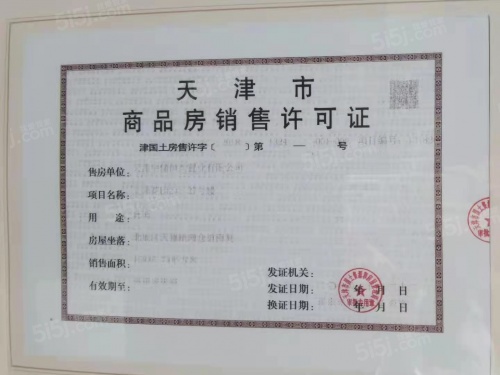 天津市
商品房销售许可证
津国土房售许字〔 〕第 — 号
售房单位:
项目名称:
用 途:
房屋坐落:
销售面积:
有效期至:
发证机关:
发证日期: 年 月 日
换证日期: 年 月 日